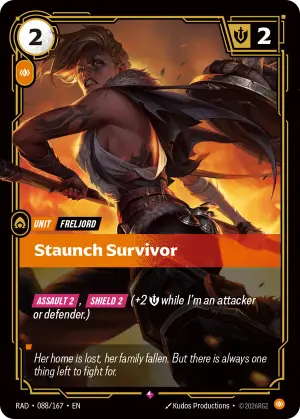 2
2
UNIT FRELJORD
Staunch Survivor
ASSAULT 2 , SHIELD 2 (+2 while I'm an attacker
or defender.)
Her home is lost, her family fallen. But there is always one
thing left to fight for.
RAD • 088/167 • EN Kudos Productions • ©2026RGI